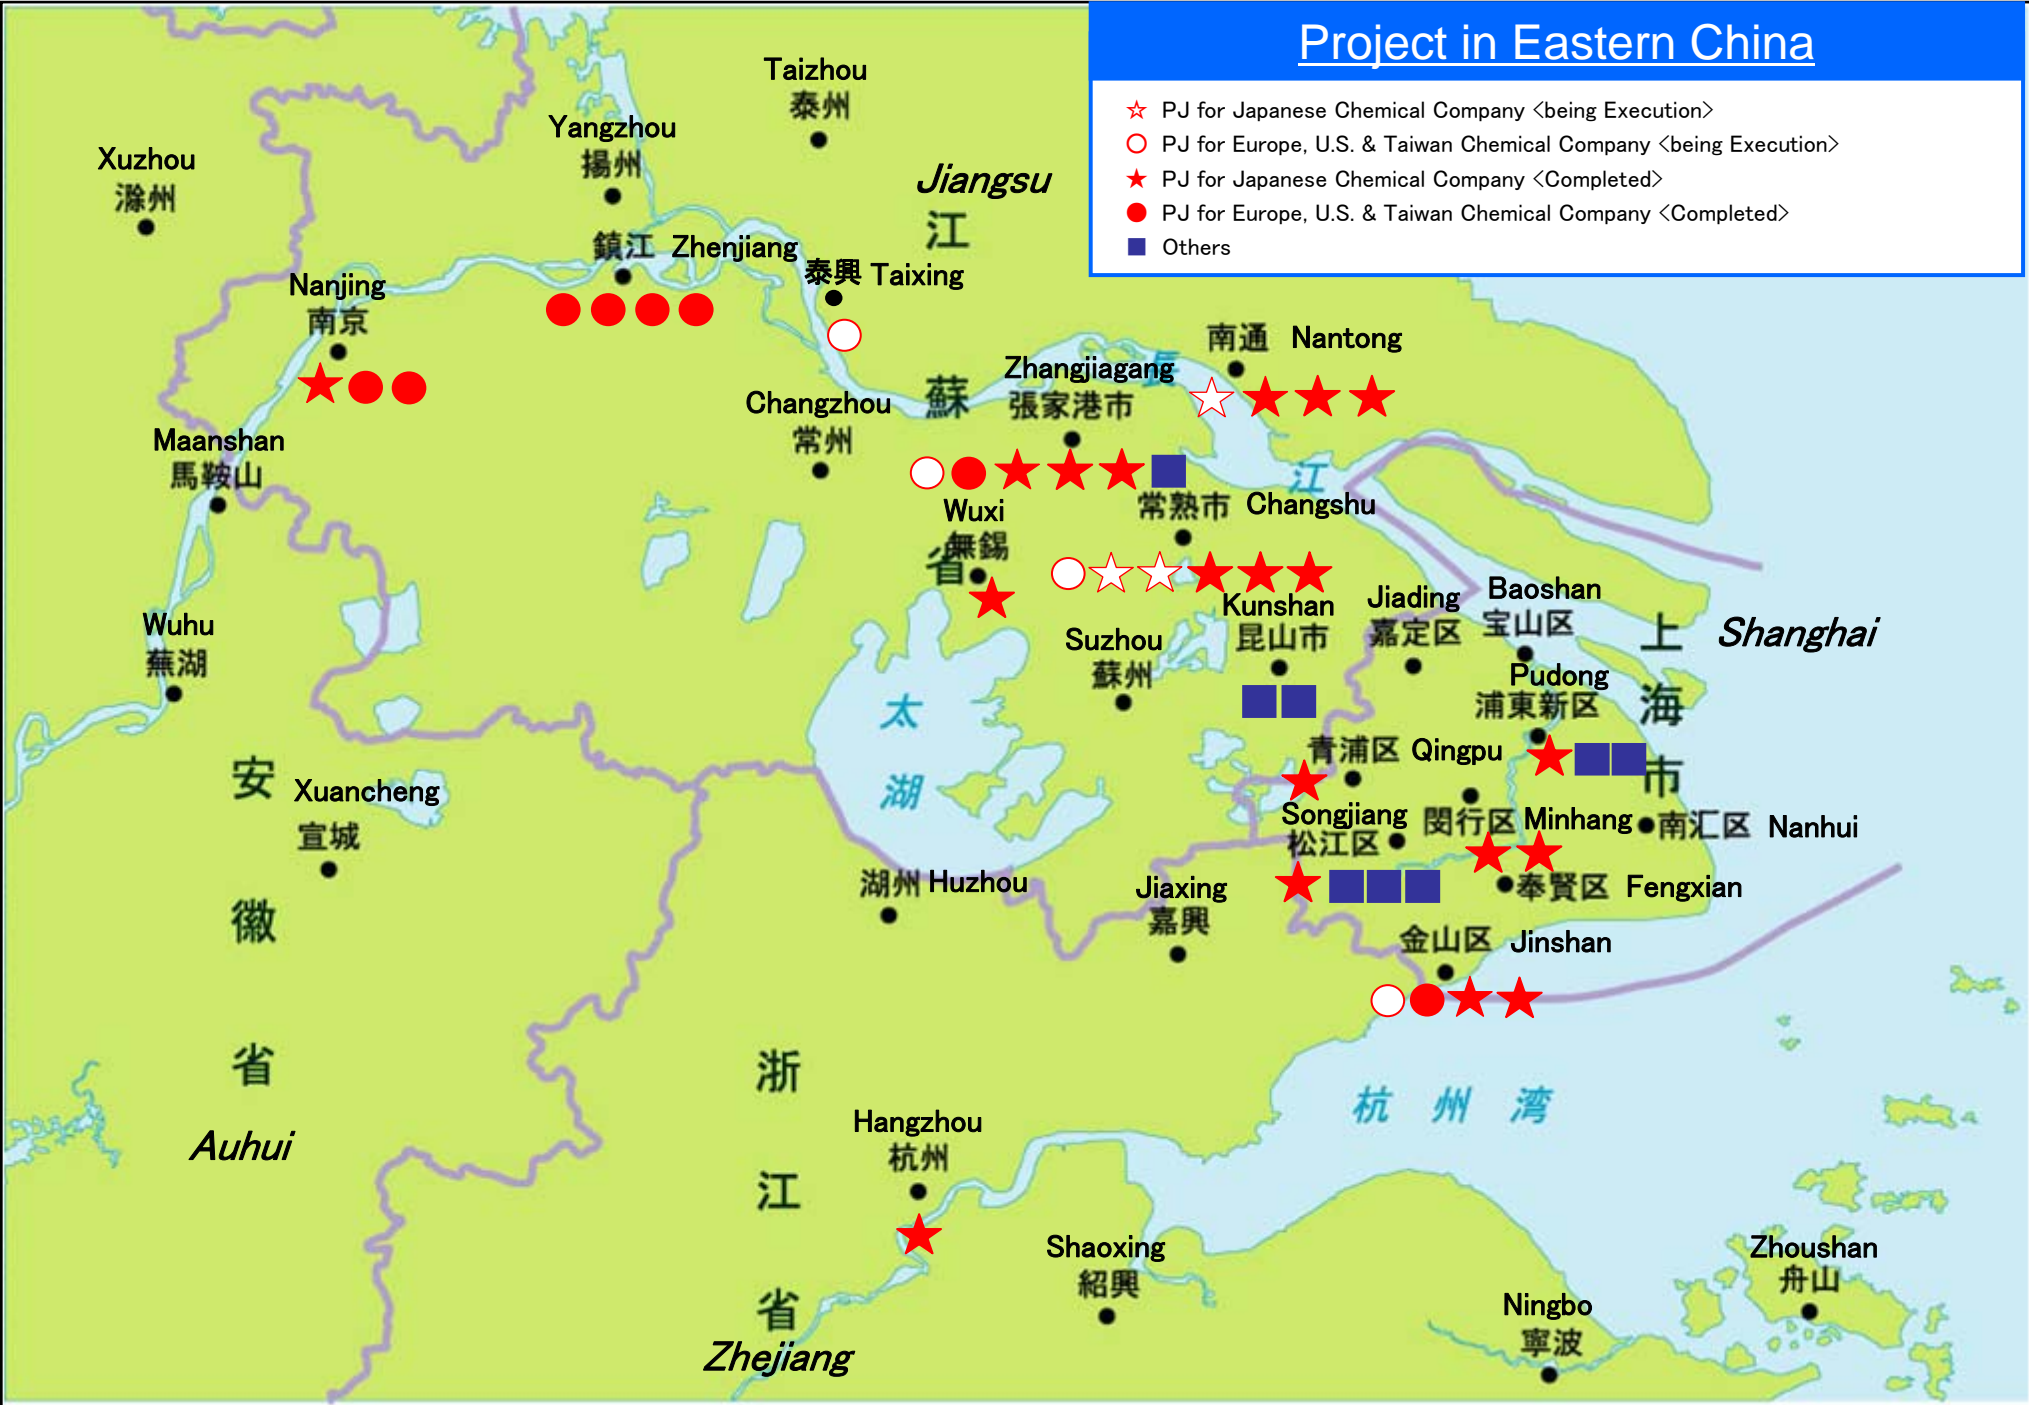 Project in Eastern China
☆ PJ for Japanese Chemical Company <being Execution>
○ PJ for Europe, U.S. & Taiwan Chemical Company <being Execution>
★ PJ for Japanese Chemical Company <Completed>
● PJ for Europe, U.S. & Taiwan Chemical Company <Completed>
■ Others
Taizhou
泰州
Yangzhou
揚州
Xuzhou
滁州
Jiangsu
江
蘇
省
鎮江 Zhenjiang
泰興 Taixing
Nanjing
南京
南通 Nantong
Zhangjiagang
張家港市
長
江
Changzhou
常州
Maanshan
馬鞍山
Wuxi
無錫
常熟市 Changshu
Kunshan
昆山市
Jiading
嘉定区
Baoshan
宝山区
Wuhu
蕪湖
Suzhou
蘇州
上
海
市
Shanghai
Pudong
浦東新区
太
湖
青浦区 Qingpu
Xuancheng
宣城
Songjiang
松江区
閔行区 Minhang
南汇区 Nanhui
湖州 Huzhou
Jiaxing
嘉興
奉賢区 Fengxian
金山区 Jinshan
安
徽
省
Auhui
浙
江
省
Zhejiang
杭 州 湾
Hangzhou
杭州
Shaoxing
紹興
Zhoushan
舟山
Ningbo
寧波